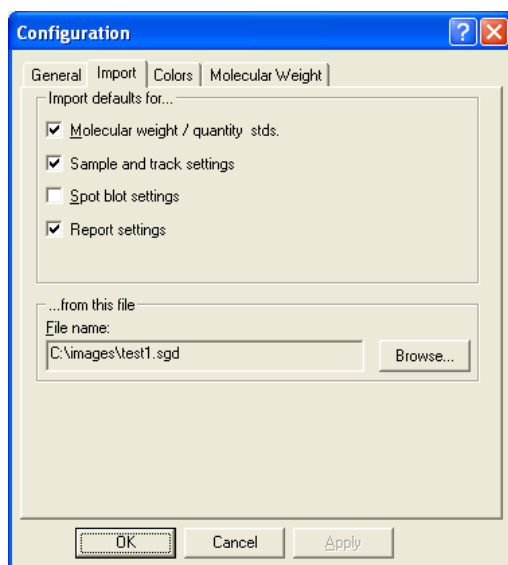 Configuration
General Import Colors Molecular Weight
Import defaults for...
Molecular weight / quantity stds.
Sample and track settings
Spot blot settings
Report settings
...from this file
File name:
C:\images\test1.sgd
Browse...
OK Cancel Apply